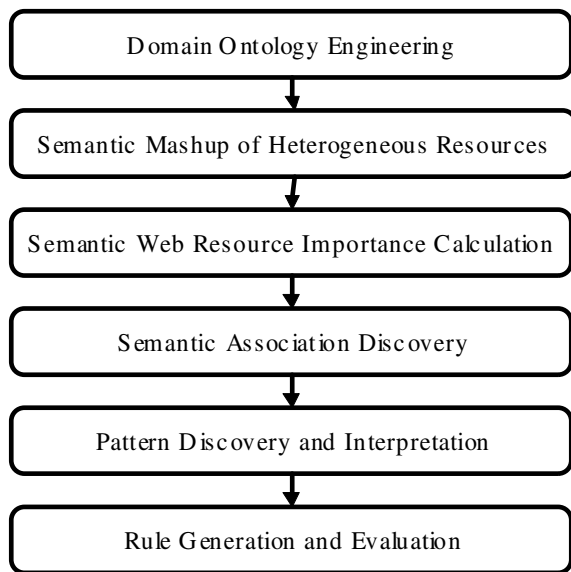 Domain Ontology Engineering
Semantic Mashup of Heterogeneous Resources
Semantic Web Resource Importance Calculation
Semantic Association Discovery
Pattern Discovery and Interpretation
Rule Generation and Evaluation